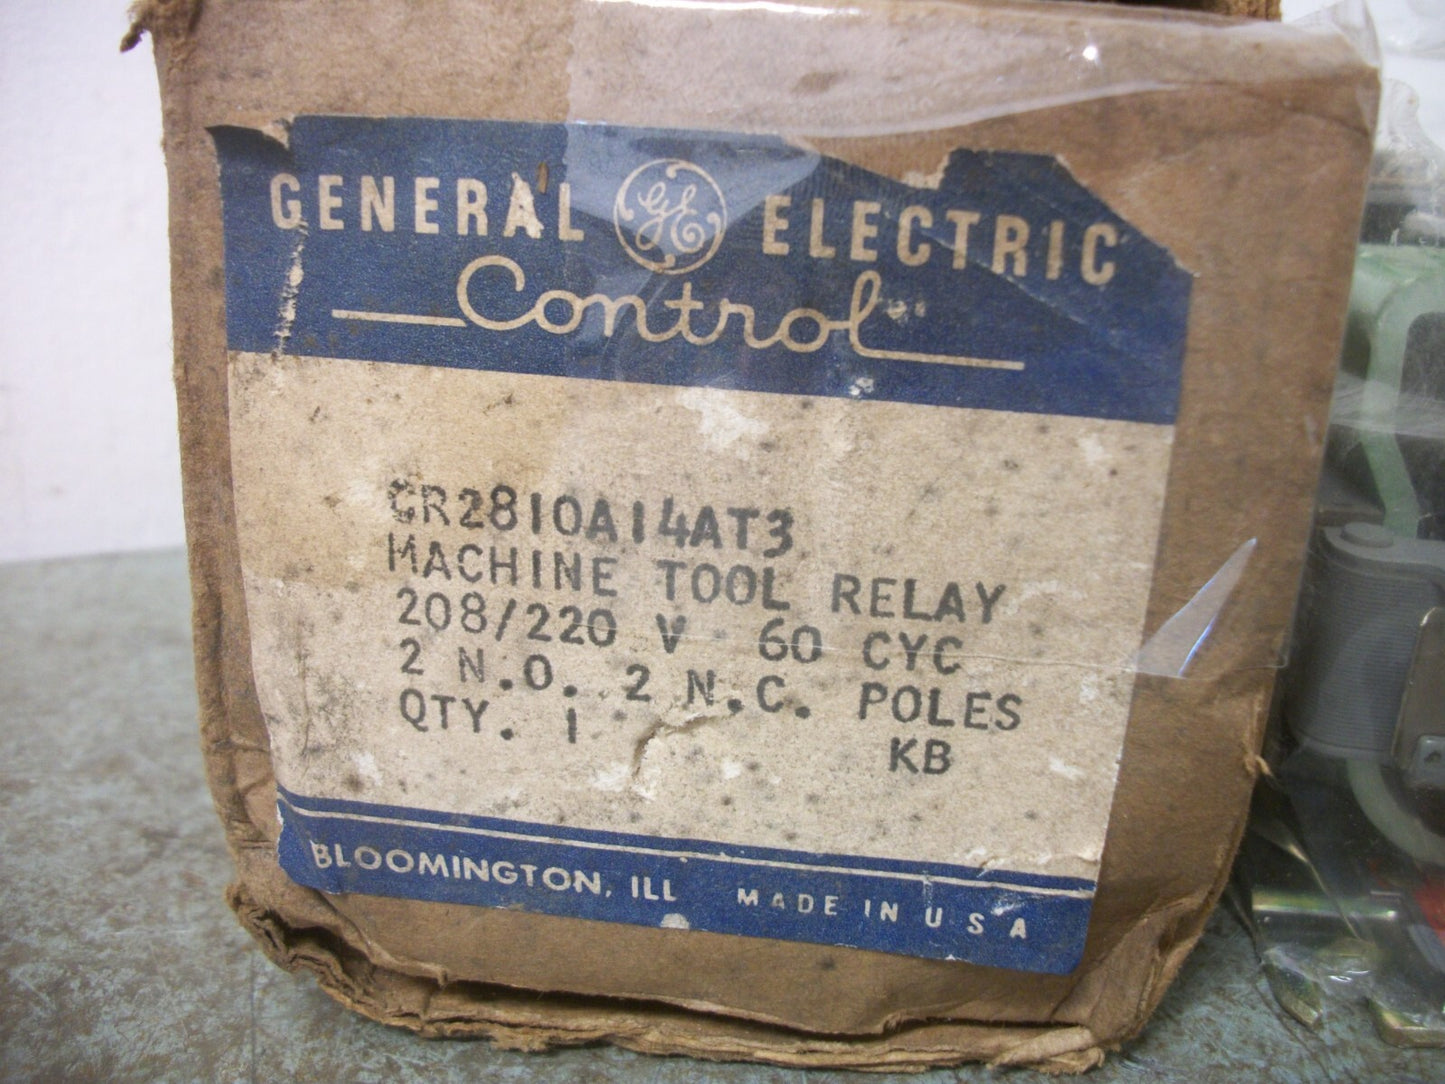 GENERAL GE ELECTRIC
Control
CR2810A14AT3
MACHINE TOOL RELAY
208/220 V 60 CYC
2 N.O. 2 N.C. POLES
QTY. 1 KB
BLOOMINGTON, ILL MADE IN U S A